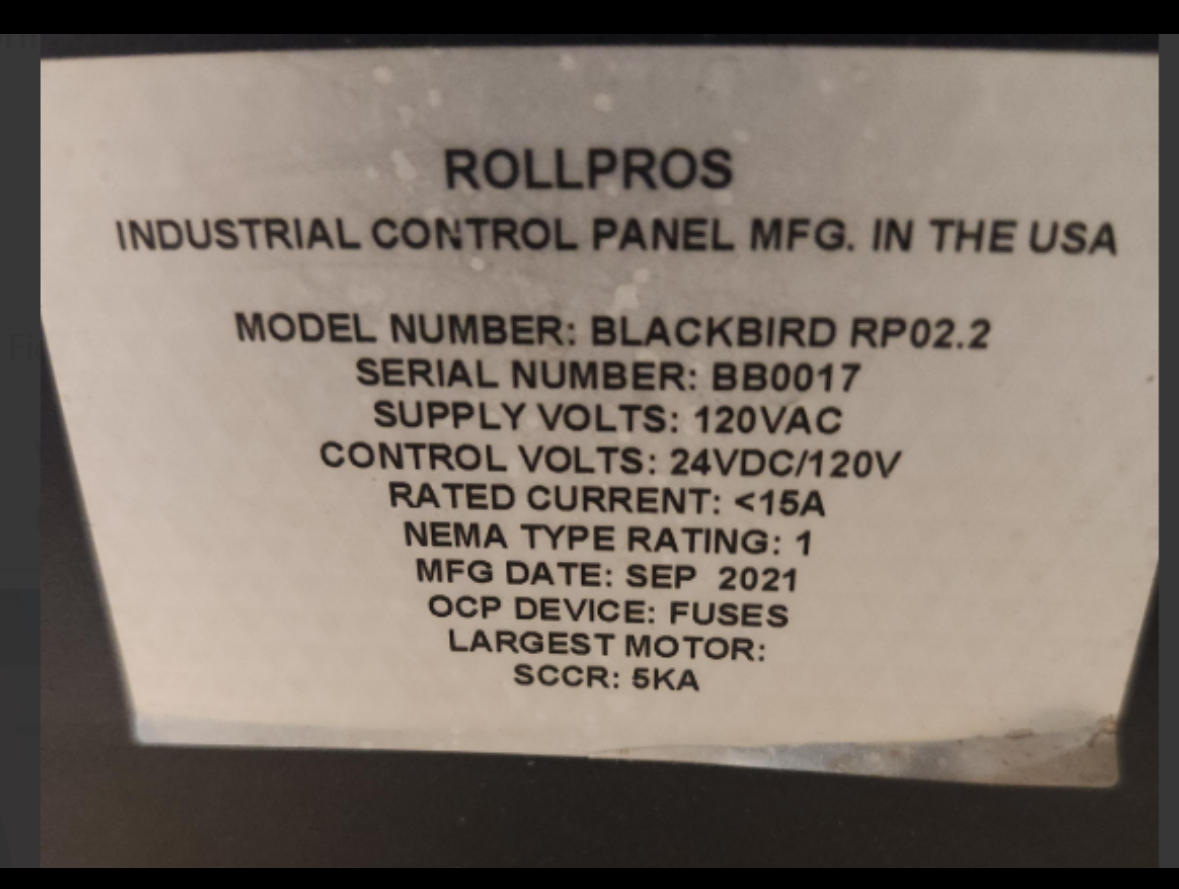 ROLLPROS
INDUSTRIAL CONTROL PANEL MFG. IN THE USA
MODEL NUMBER: BLACKBIRD RP02.2
SERIAL NUMBER: BB0017
SUPPLY VOLTS: 120VAC
CONTROL VOLTS: 24VDC/120V
RATED CURRENT: <15A
NEMA TYPE RATING: 1
MFG DATE: SEP 2021
OCP DEVICE: FUSES
LARGEST MOTOR:
SCCR: 5KA